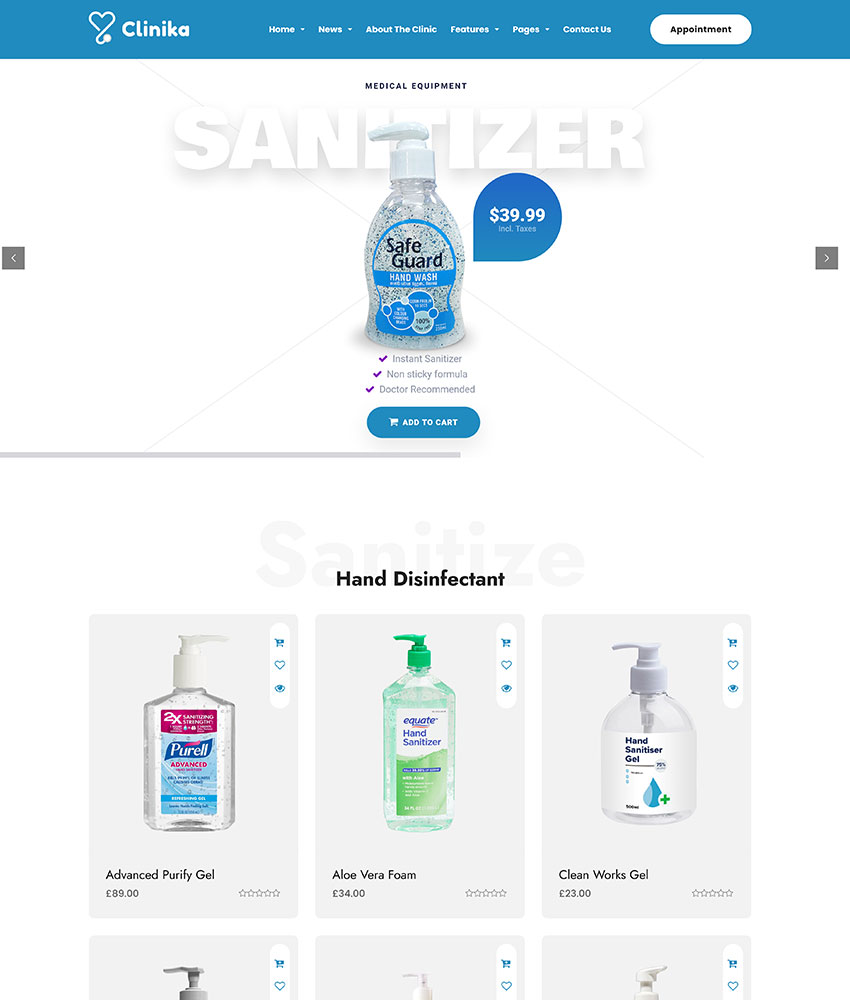 Clinika
Home
News
About The Clinic
Features
Pages
Contact Us
Appointment
MEDICAL EQUIPMENT
SANITIZER
$39.99
Incl. Taxes
Safe
Guard
HAND WASH
100%
Instant Sanitizer
Non sticky formula
Doctor Recommended
ADD TO CART
Sanitize
Hand Disinfectant
2X SANITIZING
STRENGTH
Purell
ADVANCED
REFRESHING GEL
equate
Hand
Sanitizer
with Aloe
Hand
Sanitiser
Gel
75%
500ml
Advanced Purify Gel
£89.00
Aloe Vera Foam
£34.00
Clean Works Gel
£23.00